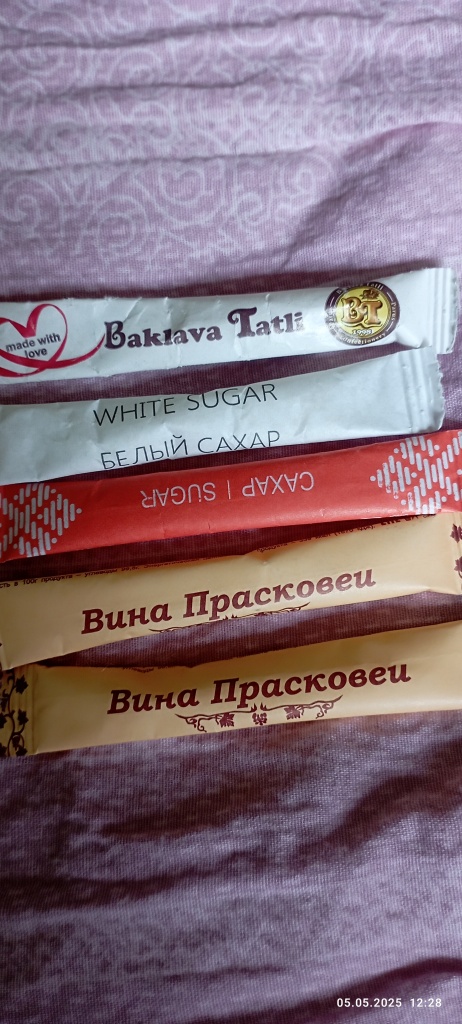 made with
love
Baklava Tatli
BT
1998
WHITE SUGAR
БЕЛЫЙ САХАР
САХАР | SUGAR
Вина Прасковеи
Вина Прасковеи
05.05.2025 12:28